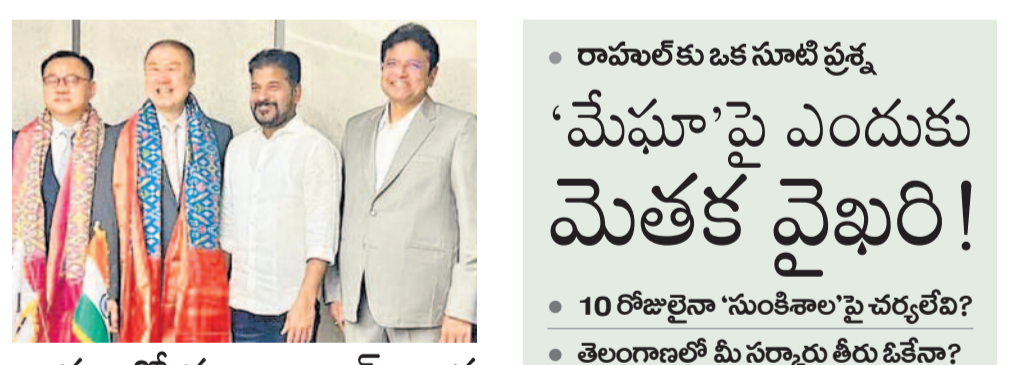 రాహుల్‌కు ఒక సూటి ప్రశ్న
‘మేఘా’పై ఎందుకు
మెతక వైఖరి!
10 రోజులైనా ‘సుంకిశాల’పై చర్యలేవి?
తెలంగాణలో మీ సర్కారు తీరు ఓకేనా?